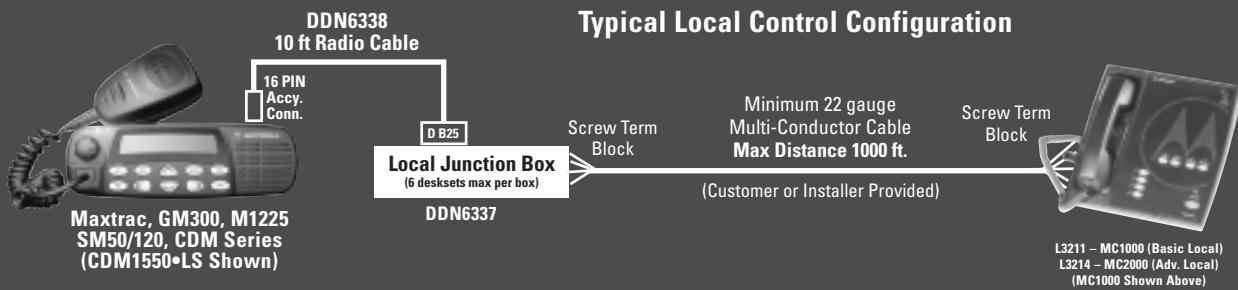 Typical Local Control Configuration
DDN6338
10 ft Radio Cable
16 PIN
Accy.
Conn.
D B25
Local Junction Box
(6 desksets max per box)
DDN6337
Screw Term
Block
Minimum 22 gauge
Multi-Conductor Cable
Max Distance 1000 ft.
(Customer or Installer Provided)
Screw Term
Block
Maxtrac, GM300, M1225
SM50/120, CDM Series
(CDM1550•LS Shown)
L3211 – MC1000 (Basic Local)
L3214 – MC2000 (Adv. Local)
(MC1000 Shown Above)